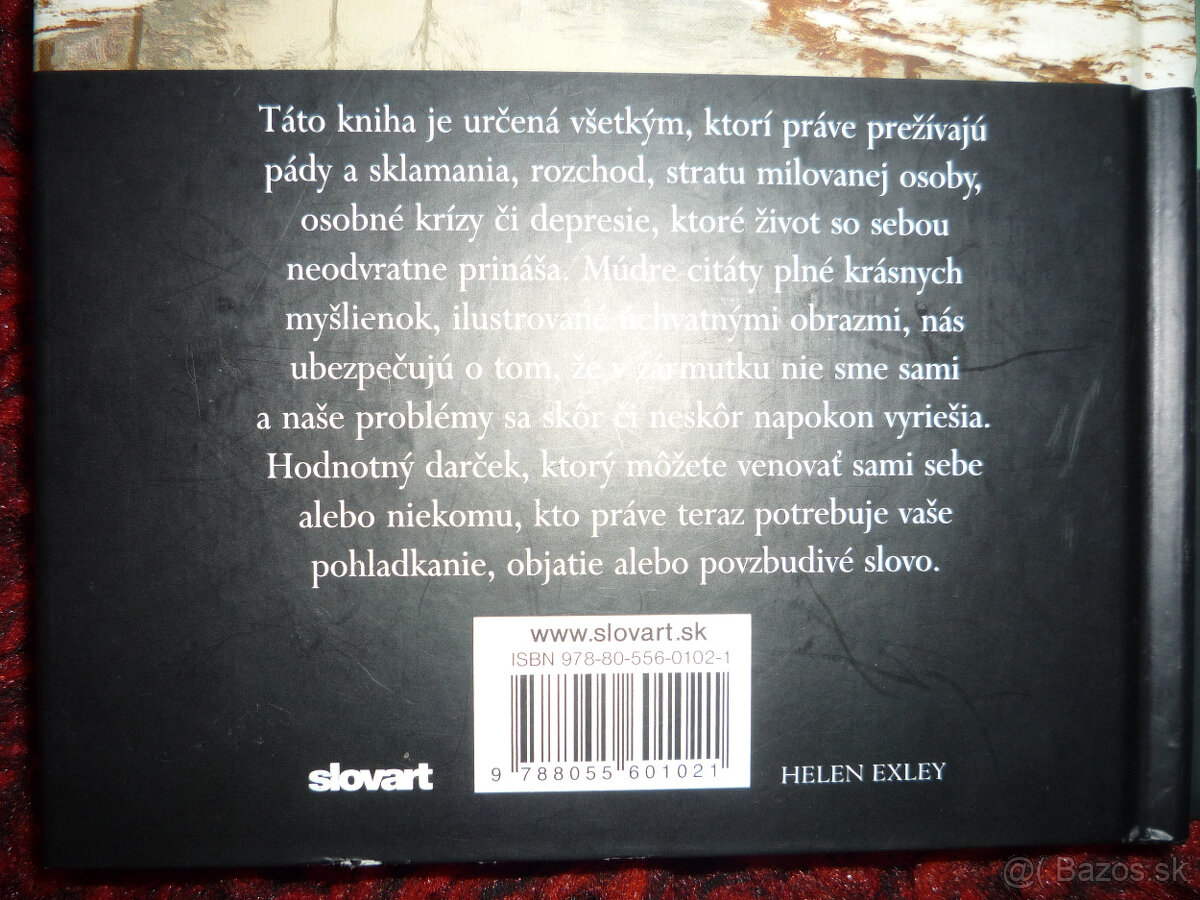 Táto kniha je určená všetkým, ktorí práve prežívajú
pády a sklamania, rozchod, stratu milovanej osoby,
osobné krízy či depresie, ktoré život so sebou
neodvratne prináša. Múdre citáty plné krásnych
myšlienok, ilustrované úchvatnými obrazmi, nás
ubezpečujú o tom, že v zármutku nie sme sami
a naše problémy sa skôr či neskôr napokon vyriešia.
Hodnotný darček, ktorý môžete venovať sami sebe
alebo niekomu, kto práve teraz potrebuje vaše
pohladkanie, objatie alebo povzbudivé slovo.
www.slovart.sk
ISBN 978-80-556-0102-1
9 788055 601021
slovart
HELEN EXLEY
@( Bazos.sk